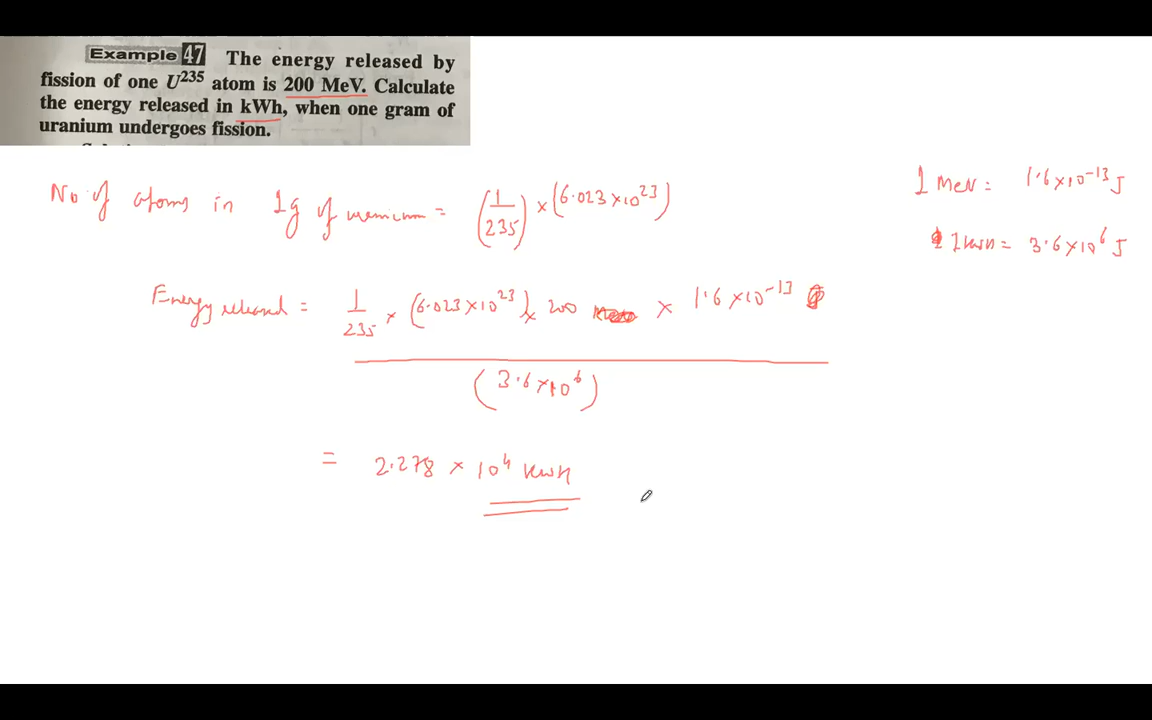 Example 47 The energy released by
fission of one U²³⁵ atom is 200 MeV. Calculate
the energy released in kWh, when one gram of
uranium undergoes fission.
No of atoms in 1g of uranium = (1/235) × (6.023×10²³)
1 MeV = 1.6×10⁻¹³ J
1 kWh = 3.6×10⁶ J
Energy released = 1/235 × (6.023×10²³) × 200 × 1.6×10⁻¹³
(3.6×10⁶)
= 2.278 × 10⁴ kWh